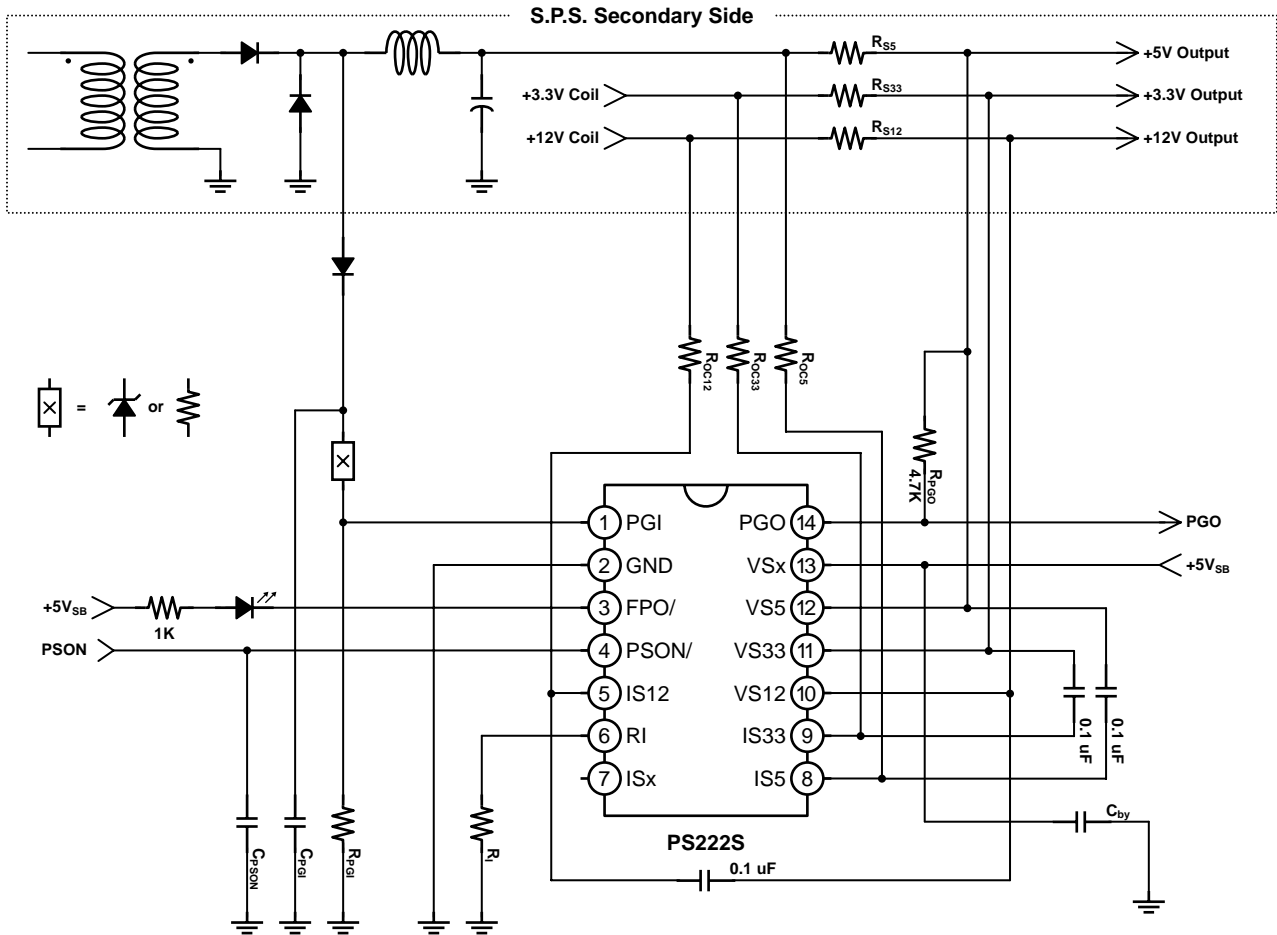 S.P.S. Secondary Side
RS5
+5V Output
+3.3V Coil
RS33
+3.3V Output
+12V Coil
RS12
+12V Output
ROC12
ROC33
ROC5
= or
RPGO
4.7K
1 PGI PGO 14
PGO
2 GND VSx 13
+5VSB
+5VSB
1K
3 FPO/ VS5 12
PSON
4 PSON/ VS33 11
5 IS12 VS12 10
6 RI IS33 9
7 ISx IS5 8
0.1 uF
0.1 uF
CPSON
CPGI
RPGI
RI
PS222S
0.1 uF
Cby